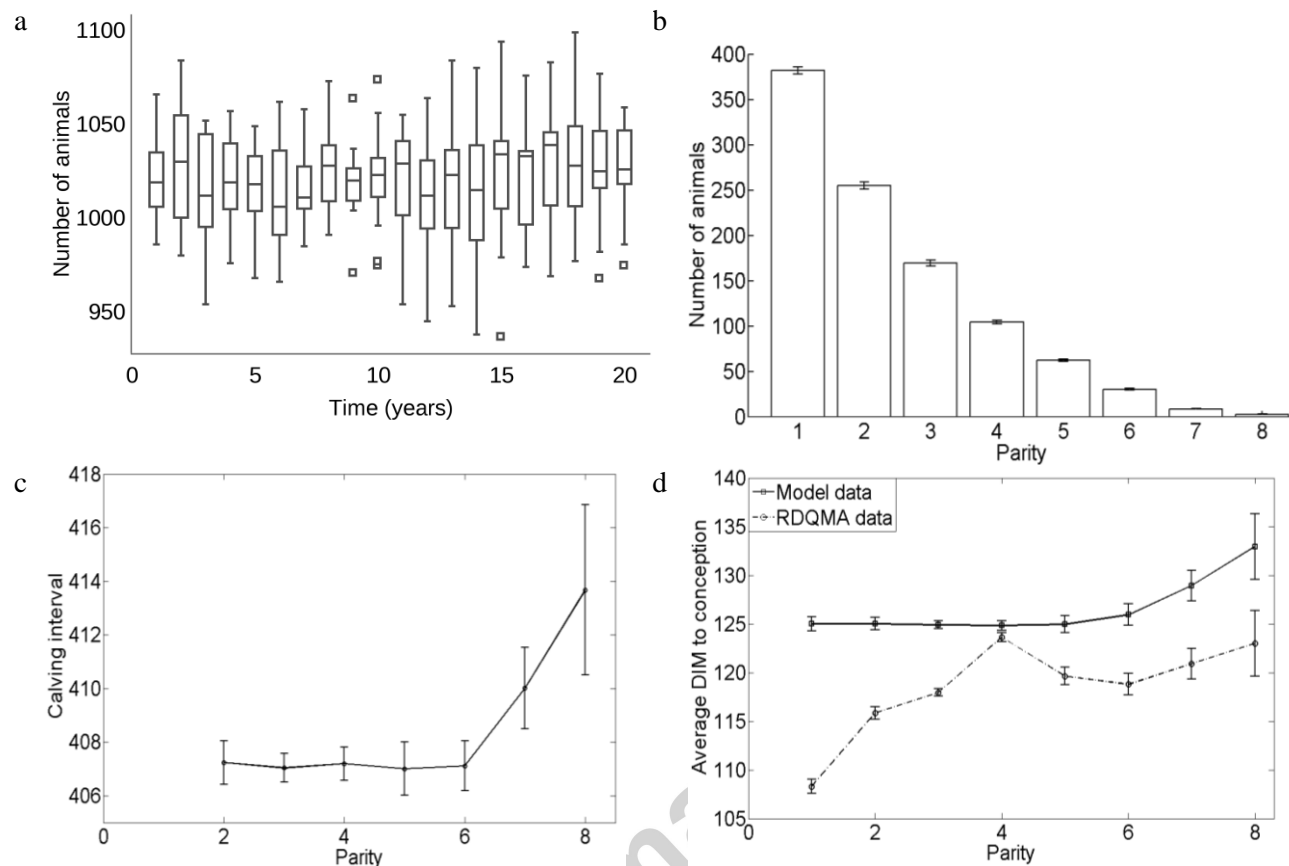 a
1100
1050
1000
950
Number of animals
0 5 10 15 20
Time (years)
b
400
350
300
250
200
150
100
50
0
Number of animals
1 2 3 4 5 6 7 8
Parity
c
418
416
414
412
410
408
406
Calving interval
0 2 4 6 8
Parity
d
140
135
130
125
120
115
110
105
Average DIM to conception
Model data
RDQMA data
0 2 4 6 8
Parity